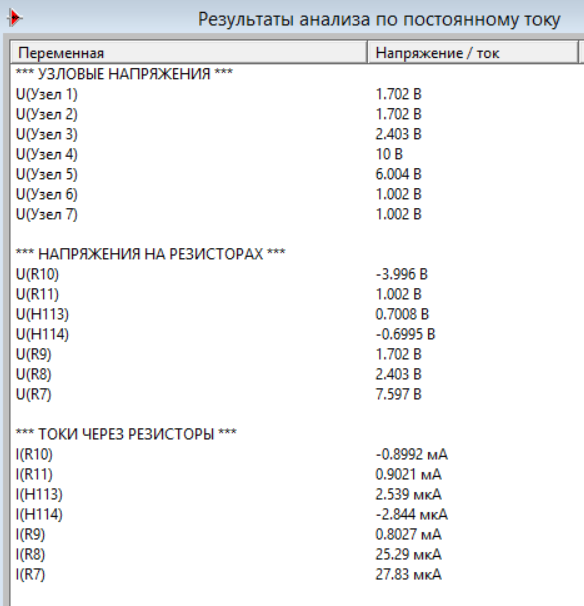 Результаты анализа по постоянному току
Переменная Напряжение / ток
*** УЗЛОВЫЕ НАПРЯЖЕНИЯ ***
U(Узел 1) 1.702 В
U(Узел 2) 1.702 В
U(Узел 3) 2.403 В
U(Узел 4) 10 В
U(Узел 5) 6.004 В
U(Узел 6) 1.002 В
U(Узел 7) 1.002 В
*** НАПРЯЖЕНИЯ НА РЕЗИСТОРАХ ***
U(R10) -3.996 В
U(R11) 1.002 В
U(H113) 0.7008 В
U(H114) -0.6995 В
U(R9) 1.702 В
U(R8) 2.403 В
U(R7) 7.597 В
*** ТОКИ ЧЕРЕЗ РЕЗИСТОРЫ ***
I(R10) -0.8992 мА
I(R11) 0.9021 мА
I(H113) 2.539 мкА
I(H114) -2.844 мкА
I(R9) 0.8027 мА
I(R8) 25.29 мкА
I(R7) 27.83 мкА